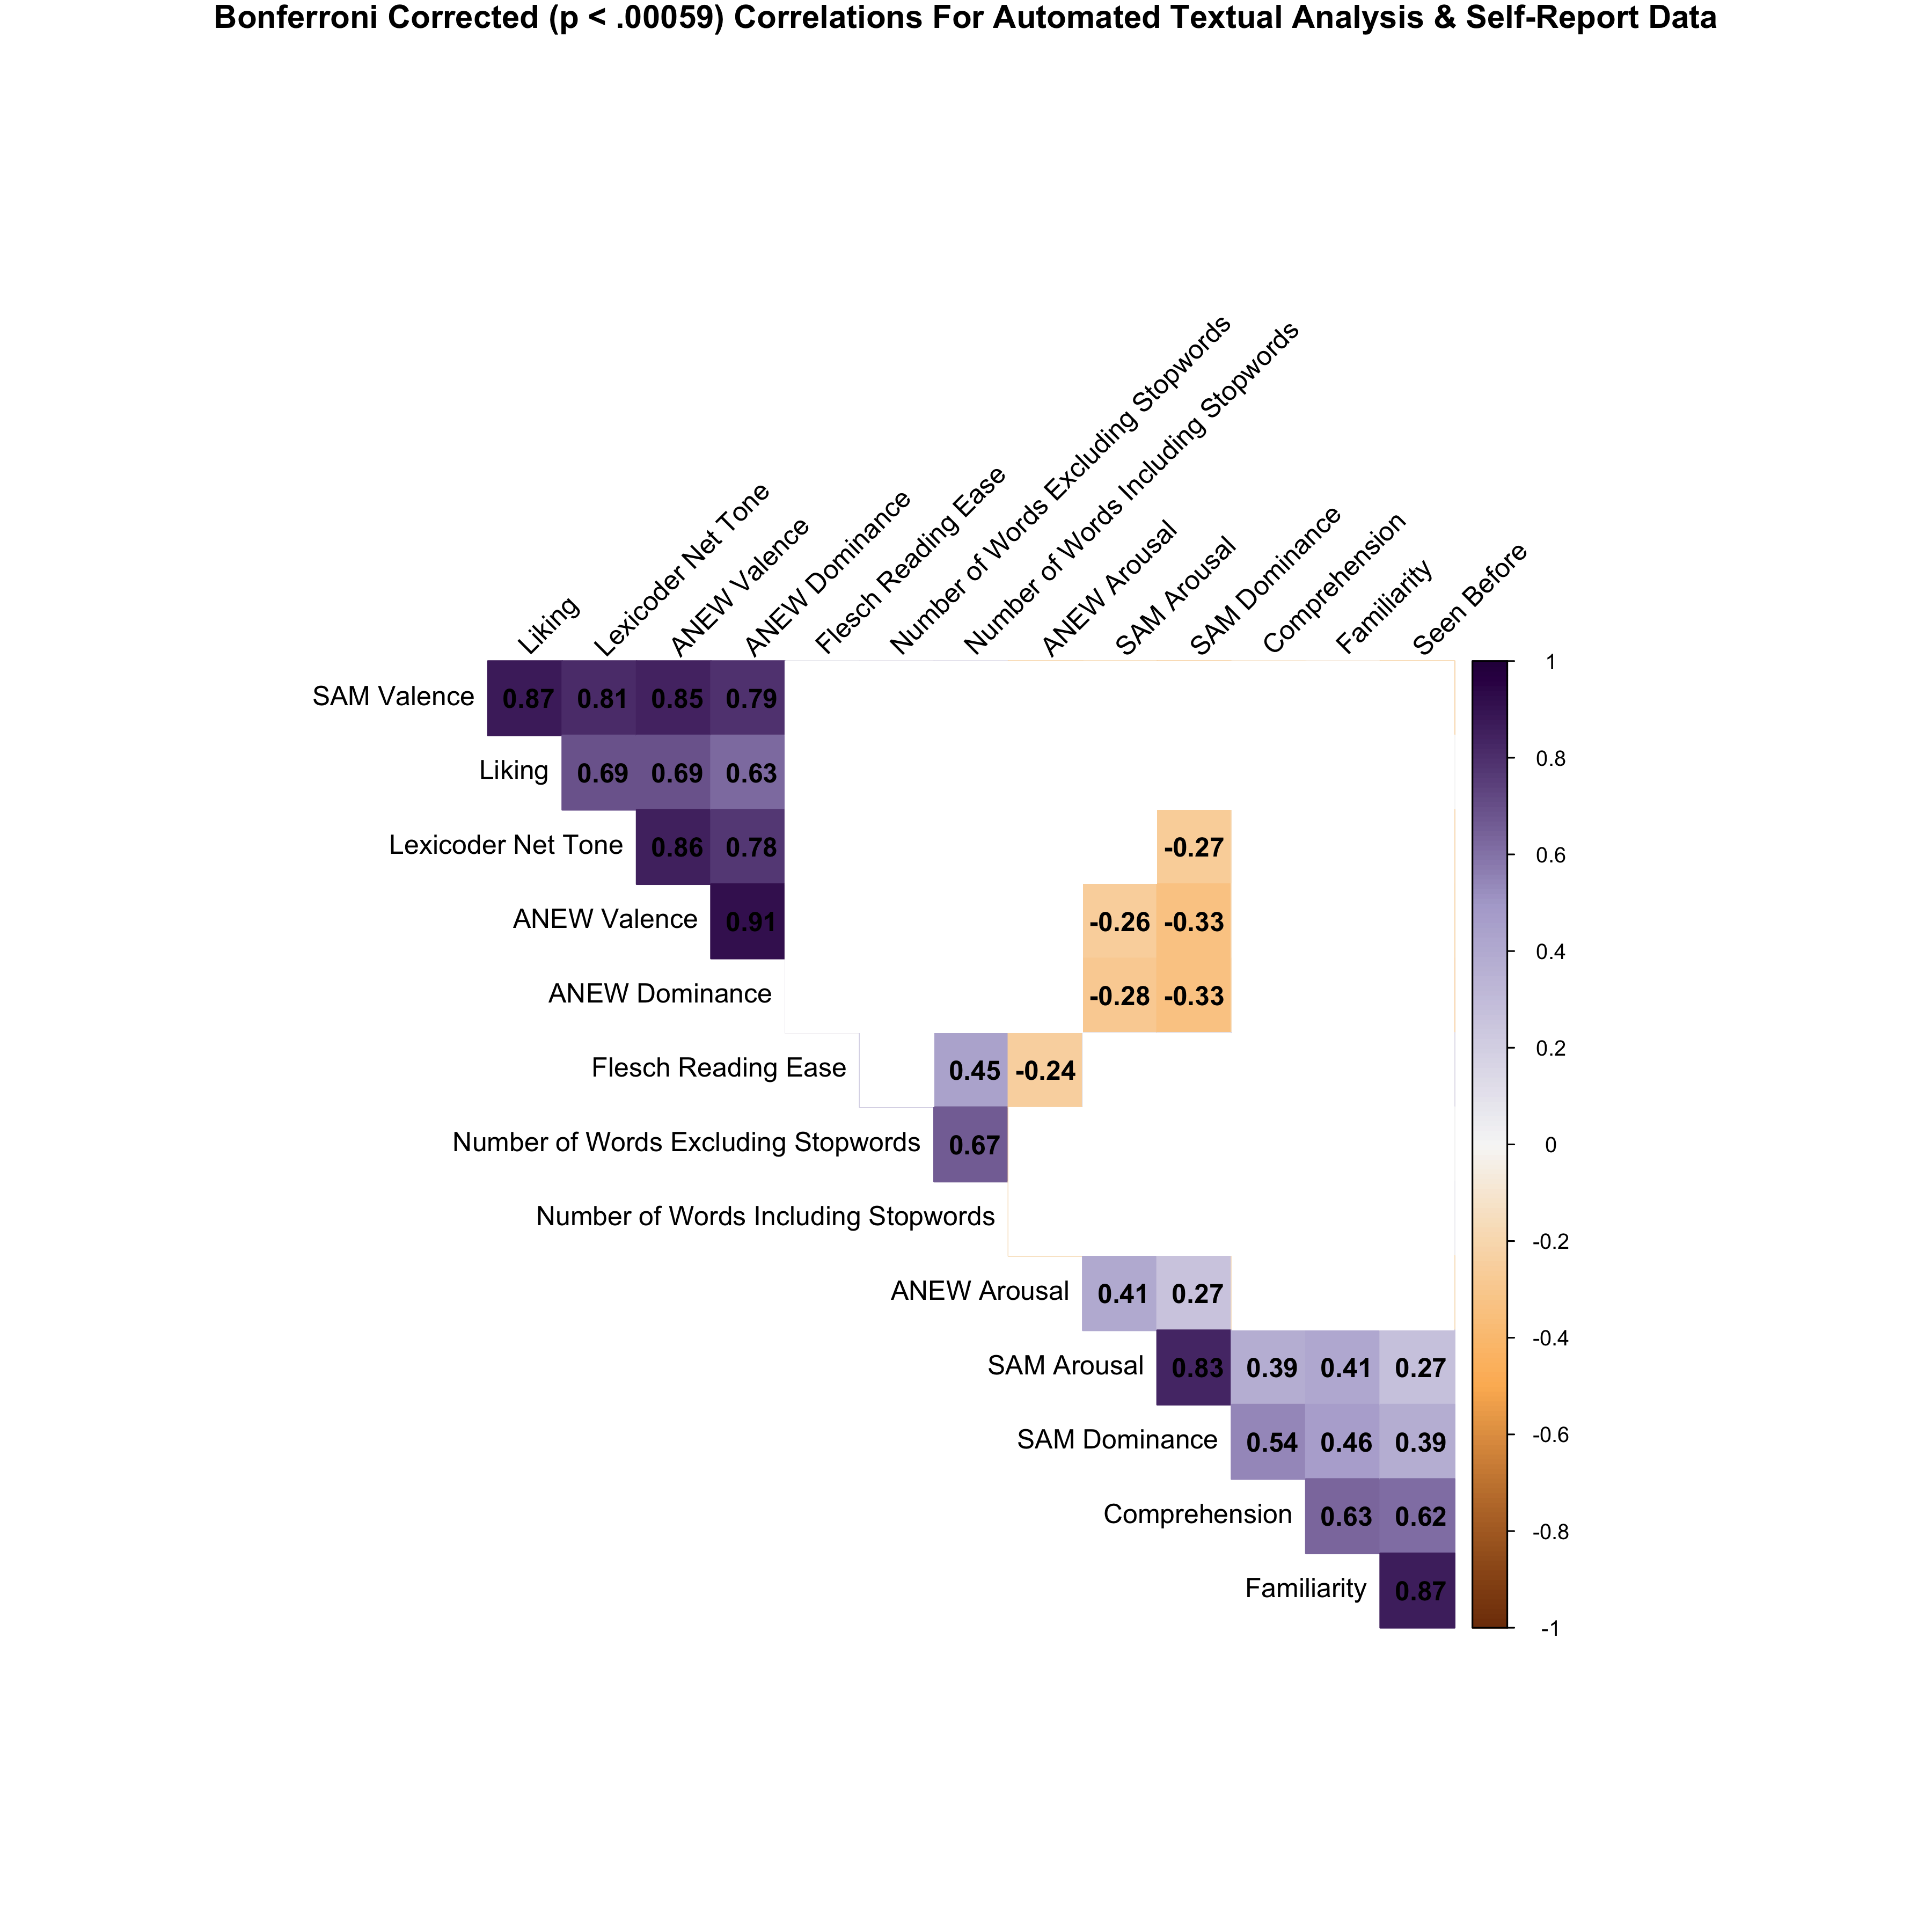 Bonferroni Corrected (p < .00059) Correlations For Automated Textual Analysis & Self-Report Data
Liking
Lexicoder Net Tone
ANEW Valence
ANEW Dominance
Flesch Reading Ease
Number of Words Excluding Stopwords
Number of Words Including Stopwords
ANEW Arousal
SAM Arousal
SAM Dominance
Comprehension
Familiarity
Seen Before
SAM Valence 0.87 0.81 0.85 0.79
Liking 0.69 0.69 0.63
Lexicoder Net Tone 0.86 0.78 -0.27
ANEW Valence 0.91 -0.26 -0.33
ANEW Dominance -0.28 -0.33
Flesch Reading Ease 0.45 -0.24
Number of Words Excluding Stopwords 0.67
Number of Words Including Stopwords
ANEW Arousal 0.41 0.27
SAM Arousal 0.83 0.39 0.41 0.27
SAM Dominance 0.54 0.46 0.39
Comprehension 0.63 0.62
Familiarity 0.87
1
0.8
0.6
0.4
0.2
0
-0.2
-0.4
-0.6
-0.8
-1